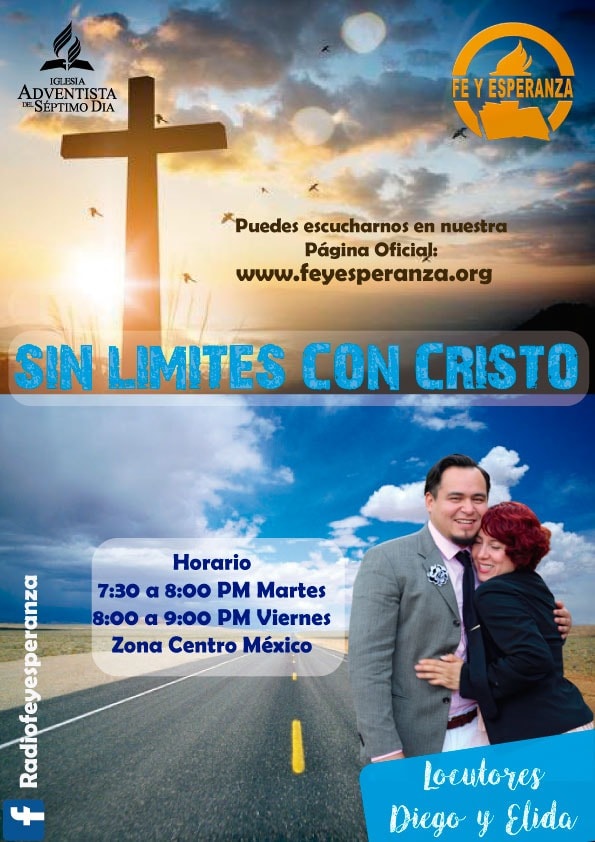 IGLESIA
ADVENTISTA
DEL SÉPTIMO DIA
FE Y ESPERANZA
Puedes escucharnos en nuestra
Página Oficial:
www.feyesperanza.org
SIN LIMITES CON CRISTO
Horario
7:30 a 8:00 PM Martes
8:00 a 9:00 PM Viernes
Zona Centro México
Radiofeyesperanza
f
Locutores
Diego y Elida